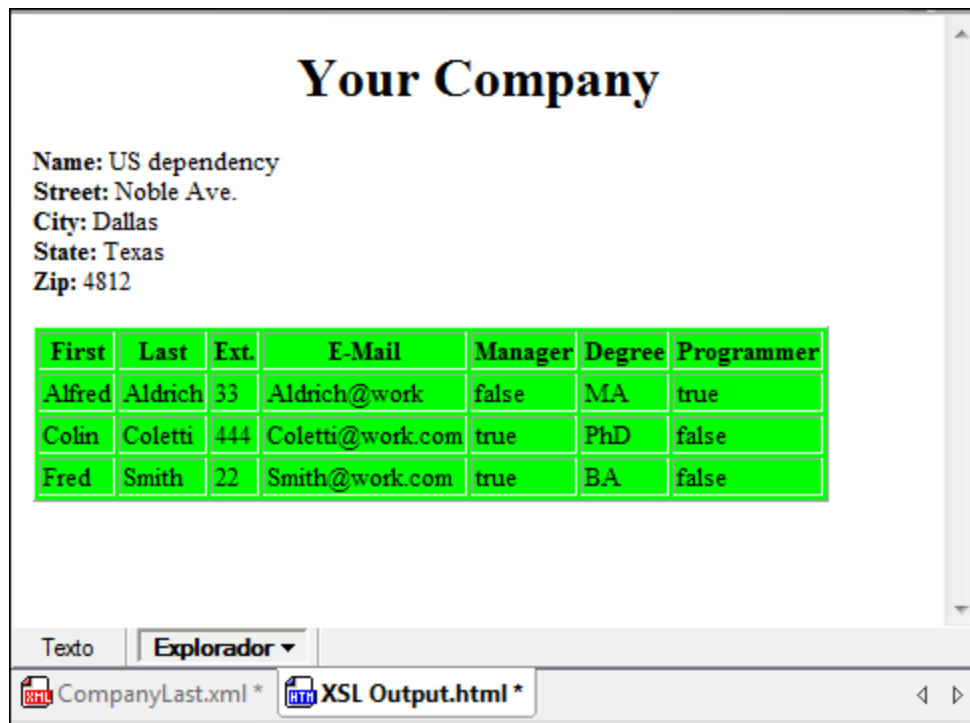 Your Company
Name: US dependency
Street: Noble Ave.
City: Dallas
State: Texas
Zip: 4812
First Last Ext. E-Mail Manager Degree Programmer
Alfred Aldrich 33 Aldrich@work false MA true
Colin Coletti 444 Coletti@work.com true PhD false
Fred Smith 22 Smith@work.com true BA false
Texto Explorador
XML CompanyLast.xml * HTM XSL Output.html *